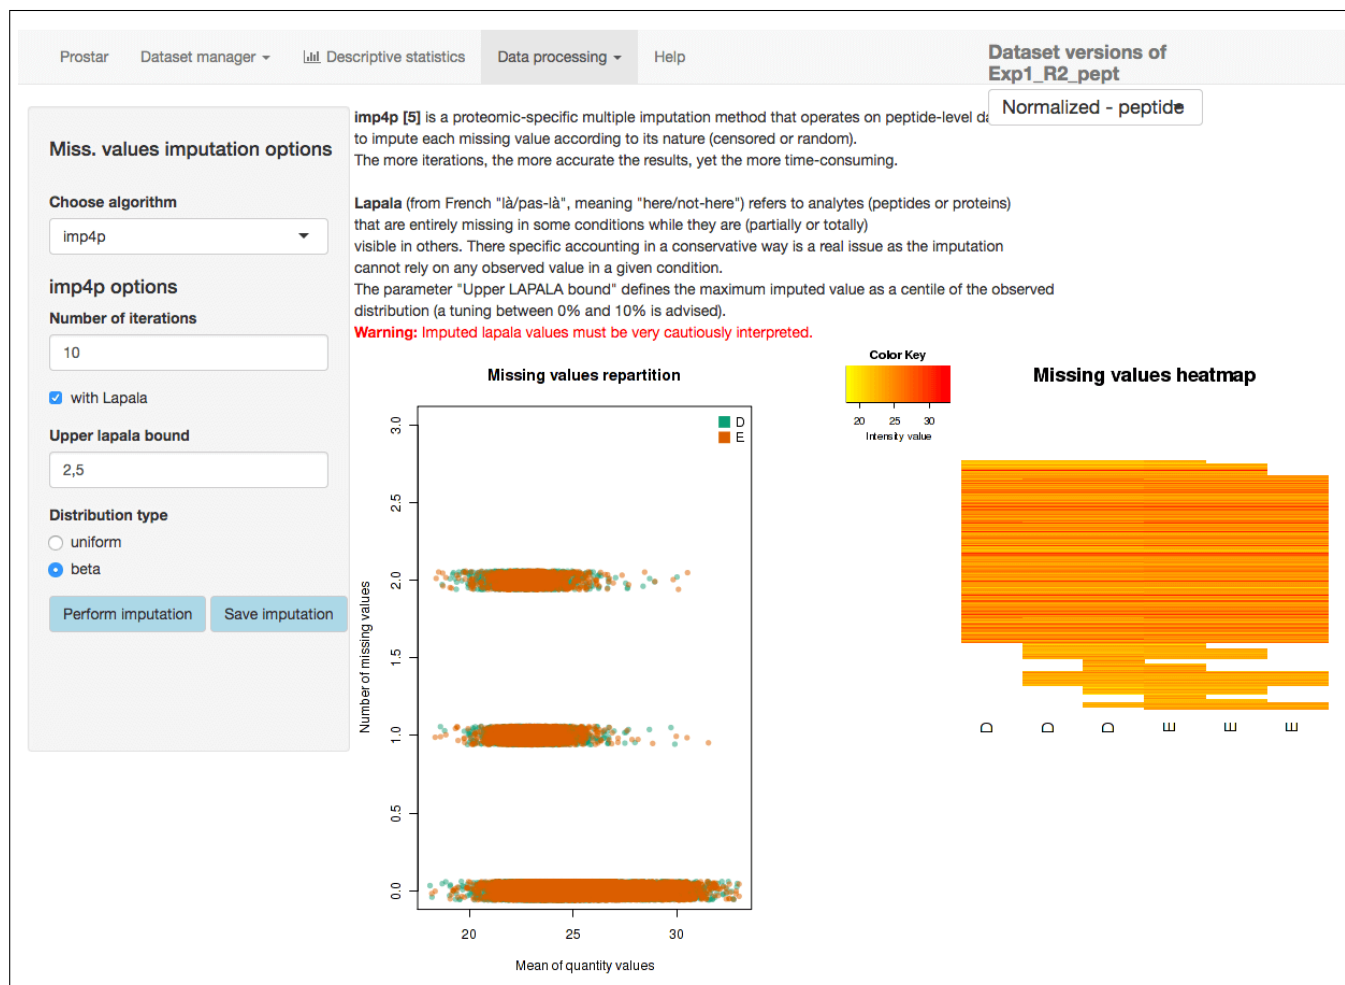 Prostar Dataset manager Descriptive statistics Data processing Help
Dataset versions of
Exp1_R2_pept
Normalized - peptide
Miss. values imputation options
Choose algorithm
imp4p
imp4p options
Number of iterations
10
with Lapala
Upper lapala bound
2,5
Distribution type
uniform
beta
Perform imputation Save imputation
imp4p [5] is a proteomic-specific multiple imputation method that operates on peptide-level
to impute each missing value according to its nature (censored or random).
The more iterations, the more accurate the results, yet the more time-consuming.
Lapala (from French "là/pas-là", meaning "here/not-here") refers to analytes (peptides or proteins)
that are entirely missing in some conditions while they are (partially or totally)
visible in others. There specific accounting in a conservative way is a real issue as the imputation
cannot rely on any observed value in a given condition.
The parameter "Upper LAPALA bound" defines the maximum imputed value as a centile of the observed
distribution (a tuning between 0% and 10% is advised).
Warning: Imputed lapala values must be very cautiously interpreted.
Missing values repartition
D
E
Number of missing values
3.0
2.5
2.0
1.5
1.0
0.5
0.0
20 25 30
Mean of quantity values
Color Key
20 25 30
Intensity value
Missing values heatmap
D D D E E E